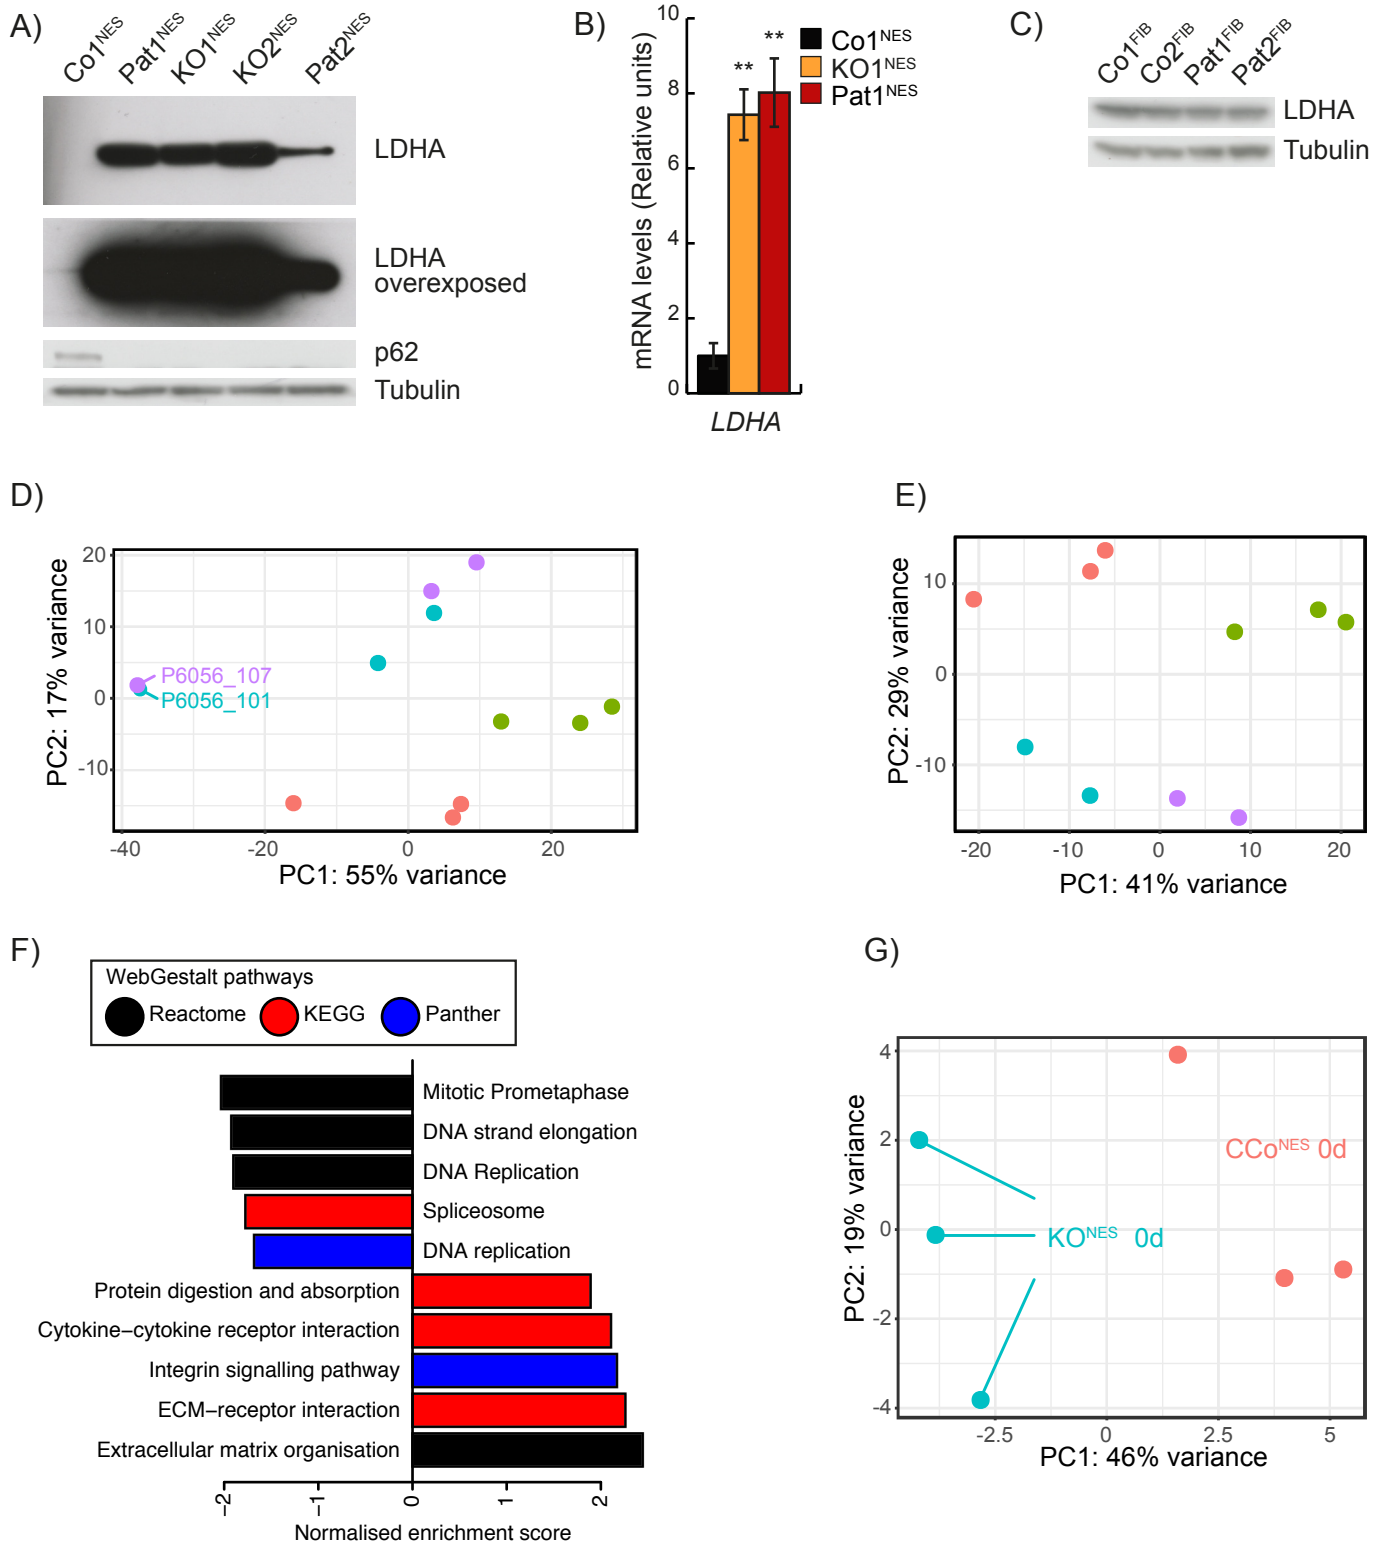 A)
Co1NES Pat1NES KO1NES KO2NES Pat2NES
LDHA
LDHA
overexposed
p62
Tubulin
B)
mRNA levels (Relative units)
10
8
6
4
2
0
** **
Co1NES
KO1NES
Pat1NES
LDHA
C)
Co1FIB Co2FIB Pat1FIB Pat2FIB
LDHA
Tubulin
D)
PC2: 17% variance
20
10
0
-10
P6056_107
P6056_101
-40 -20 0 20
PC1: 55% variance
E)
PC2: 29% variance
10
0
-10
-20 -10 0 10 20
PC1: 41% variance
F)
WebGestalt pathways
Reactome KEGG Panther
Mitotic Prometaphase
DNA strand elongation
DNA Replication
Spliceosome
DNA replication
Protein digestion and absorption
Cytokine−cytokine receptor interaction
Integrin signalling pathway
ECM−receptor interaction
Extracellular matrix organisation
−2 −1 0 1 2
Normalised enrichment score
G)
PC2: 19% variance
4
2
0
-2
-4
CCoNES 0d
KONES 0d
-2.5 0 2.5 5
PC1: 46% variance